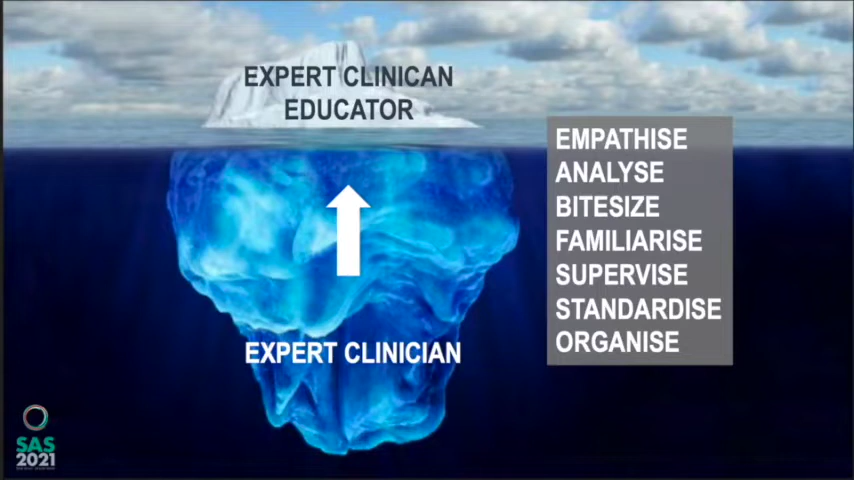 EXPERT CLINICAN
EDUCATOR
EMPATHISE
ANALYSE
BITESIZE
FAMILIARISE
SUPERVISE
STANDARDISE
ORGANISE
EXPERT CLINICIAN
SAS
2021